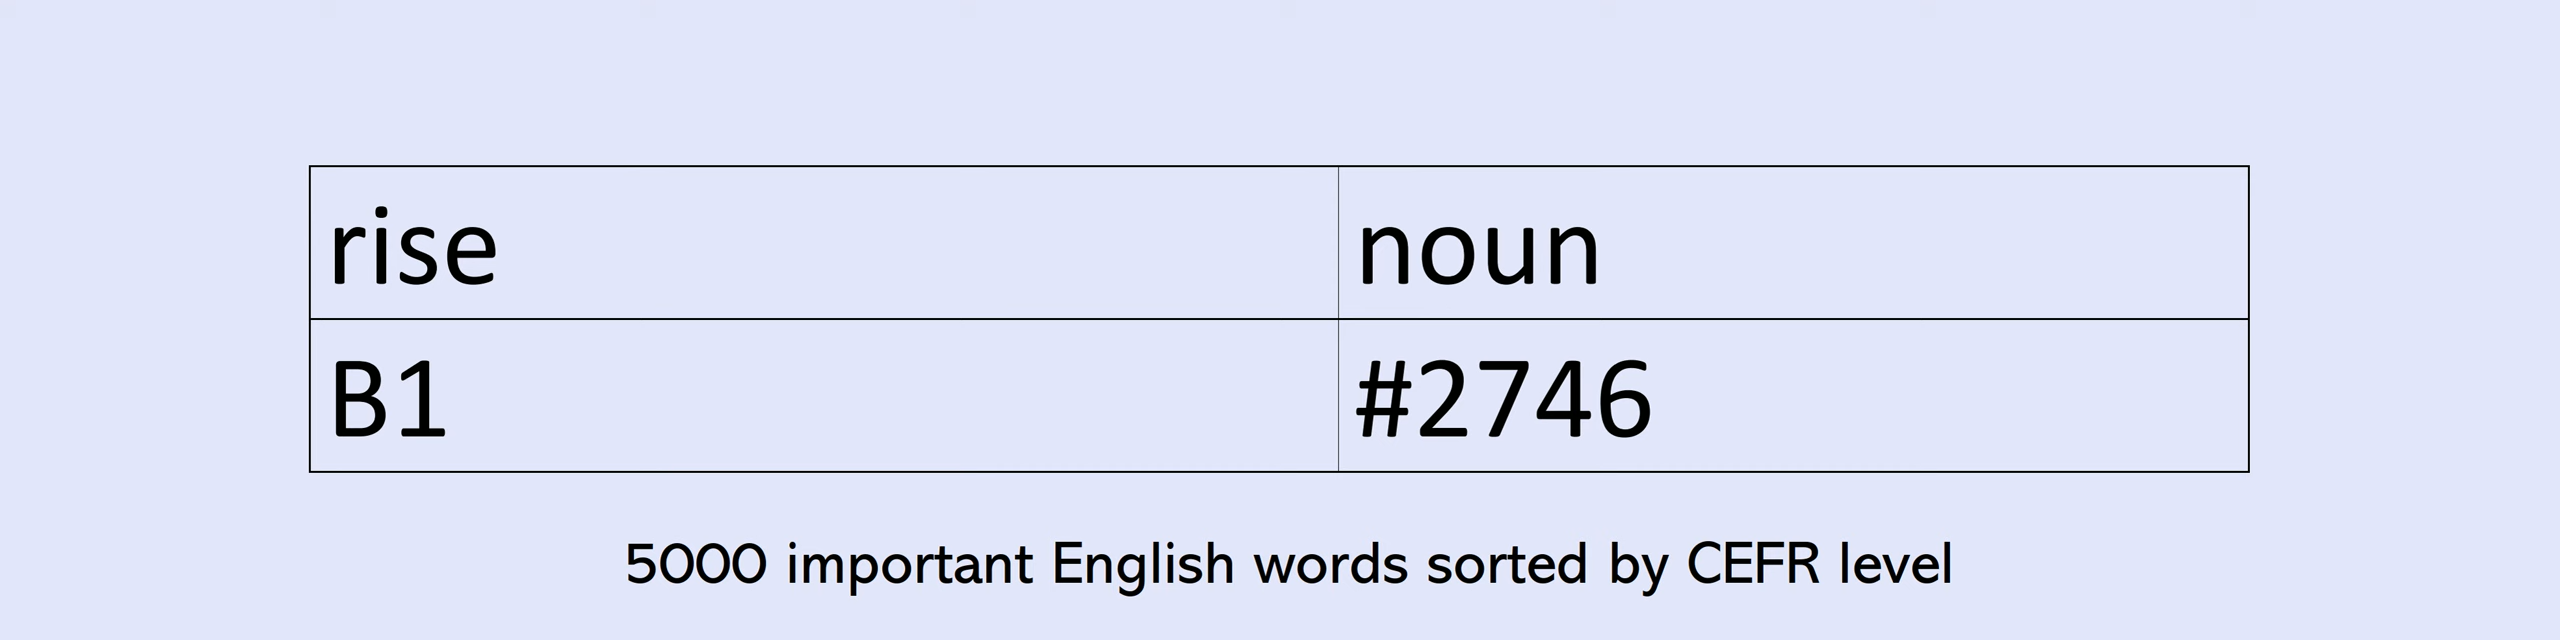 rise noun
B1 #2746
5000 important English words sorted by CEFR level